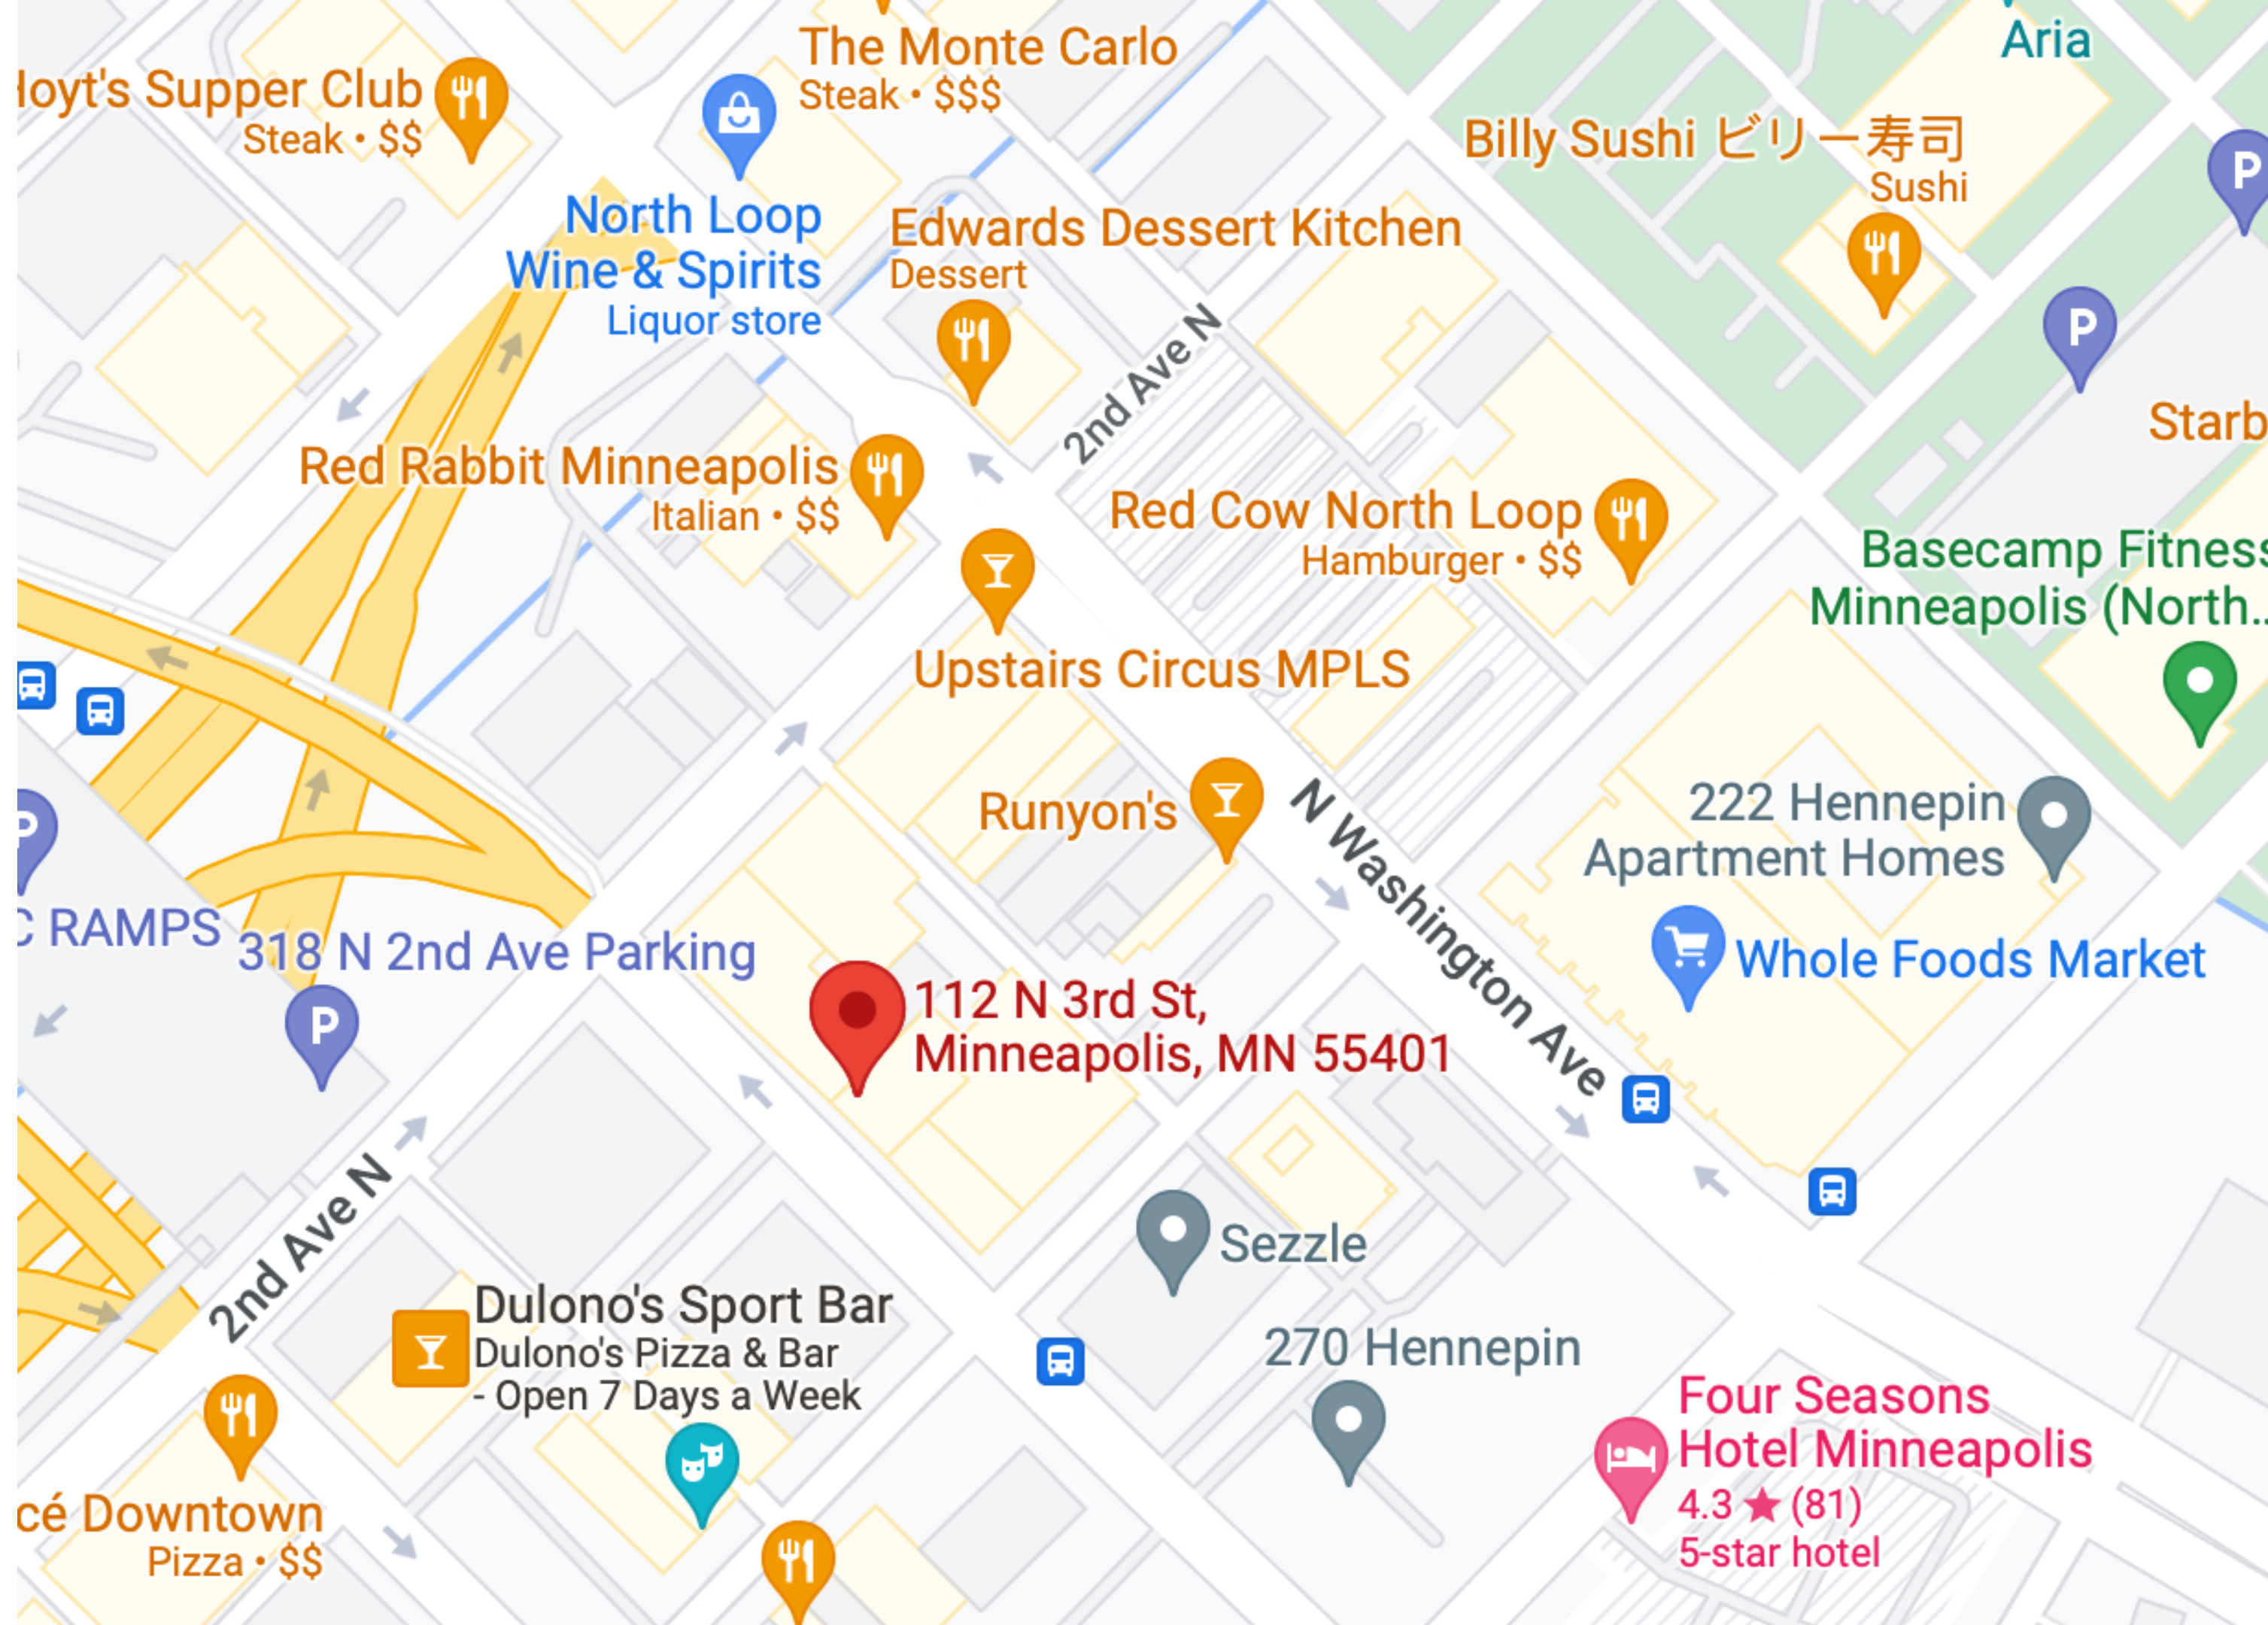 The Monte Carlo
Steak • $$$
Aria
Hoyt's Supper Club
Steak • $$
Billy Sushi ビリー寿司
Sushi
P
North Loop
Wine & Spirits
Liquor store
Edwards Dessert Kitchen
Dessert
P
2nd Ave N
Starb
Red Rabbit Minneapolis
Italian • $$
Red Cow North Loop
Hamburger • $$
Basecamp Fitness
Minneapolis (North...
Upstairs Circus MPLS
Runyon's
222 Hennepin
Apartment Homes
P
C RAMPS
318 N 2nd Ave Parking
P
N Washington Ave
Whole Foods Market
112 N 3rd St,
Minneapolis, MN 55401
2nd Ave N
Sezzle
Dulono's Sport Bar
Dulono's Pizza & Bar
- Open 7 Days a Week
270 Hennepin
Four Seasons
Hotel Minneapolis
4.3 ★ (81)
5-star hotel
cé Downtown
Pizza • $$